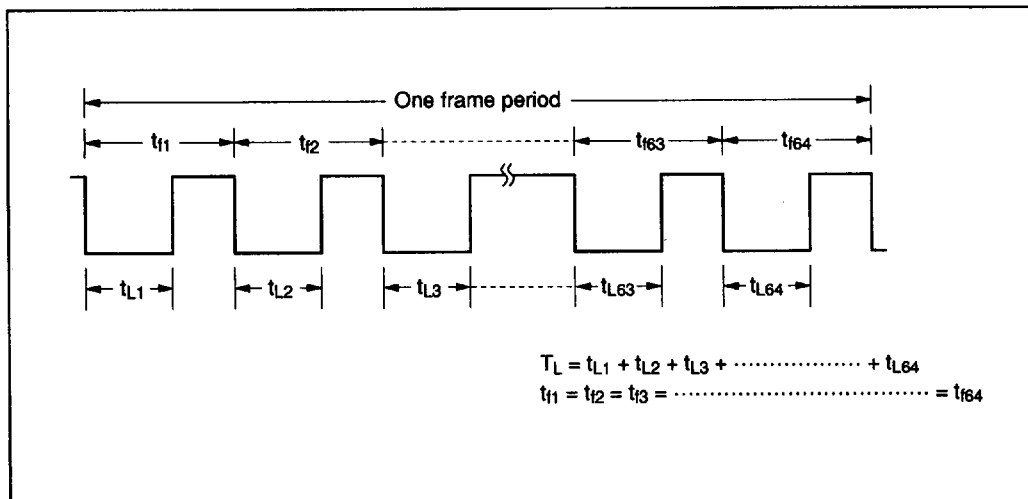 One frame period
tf1 tf2 tf63 tf64
tL1 tL2 tL3 tL63 tL64
TL = tL1 + tL2 + tL3 + ·················· + tL64
tf1 = tf2 = tf3 = ····································· = tf64